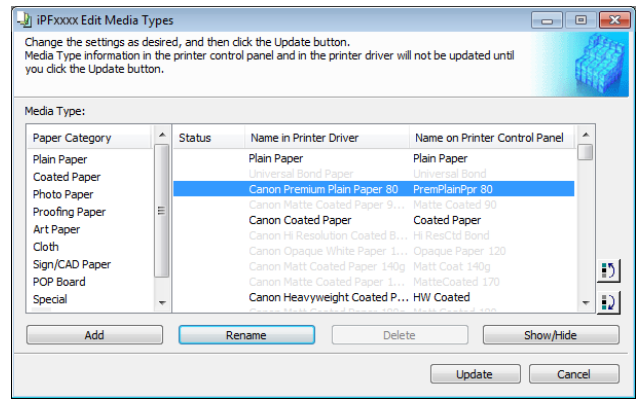 iPFxxxx Edit Media Types
Change the settings as desired, and then click the Update button.
Media Type information in the printer control panel and in the printer driver will not be updated until
you click the Update button.
Media Type:
Paper Category Status Name in Printer Driver Name on Printer Control Panel
Plain Paper
Coated Paper
Photo Paper
Proofing Paper
Art Paper
Cloth
Sign/CAD Paper
POP Board
Special
Plain Paper Plain Paper
Universal Bond Paper Universal Bond
Canon Premium Plain Paper 80 PremPlainPpr 80
Canon Matte Coated Paper 9... Matte Coated 90
Canon Coated Paper Coated Paper
Canon Hi Resolution Coated B... Hi ResCtd Bond
Canon Opaque White Paper 1... Opaque Paper 120
Canon Matt Coated Paper 140g Matt Coat 140g
Canon Matte Coated Paper 1... MatteCoated 170
Canon Heavyweight Coated P... HW Coated
Add Rename Delete Show/Hide
Update Cancel